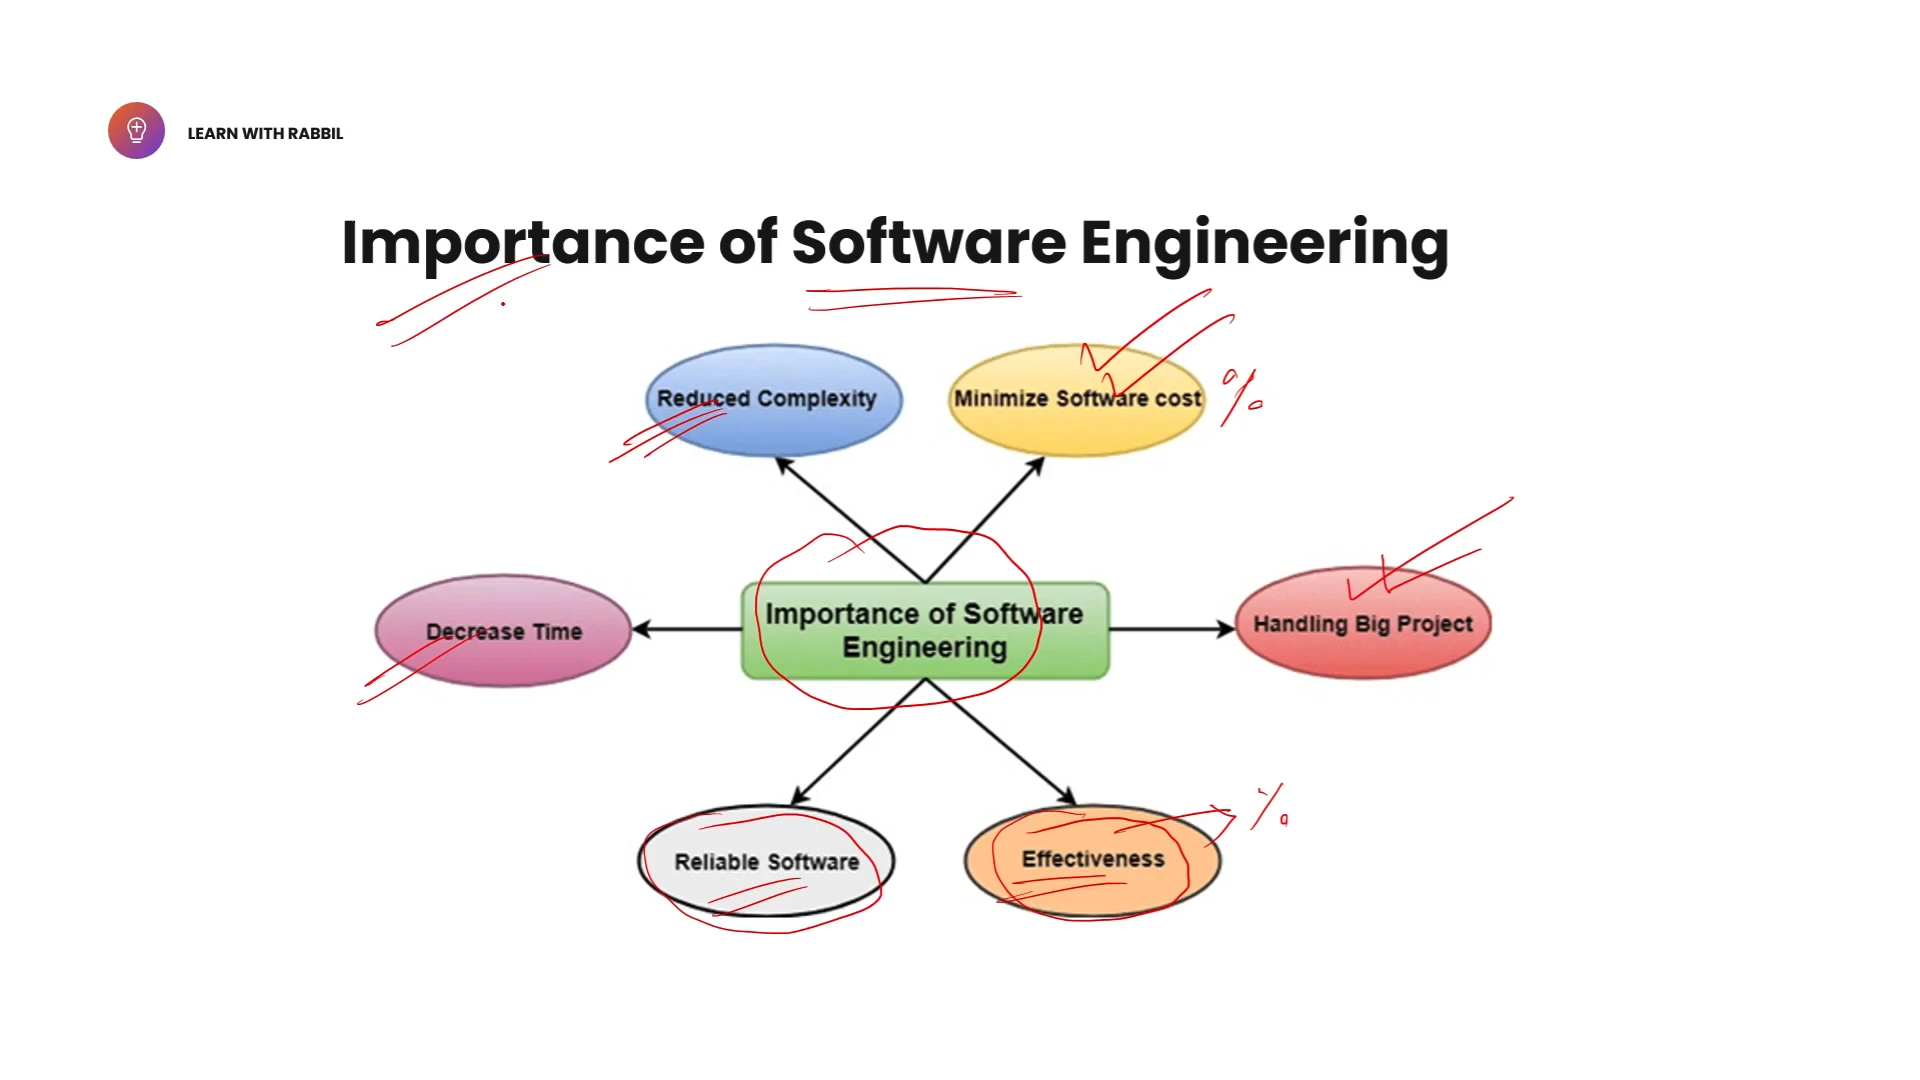 LEARN WITH RABBIL
Importance of Software Engineering
Reduced Complexity
Minimize Software cost
%
Decrease Time
Importance of Software
Engineering
Handling Big Project
Reliable Software
Effectiveness
%